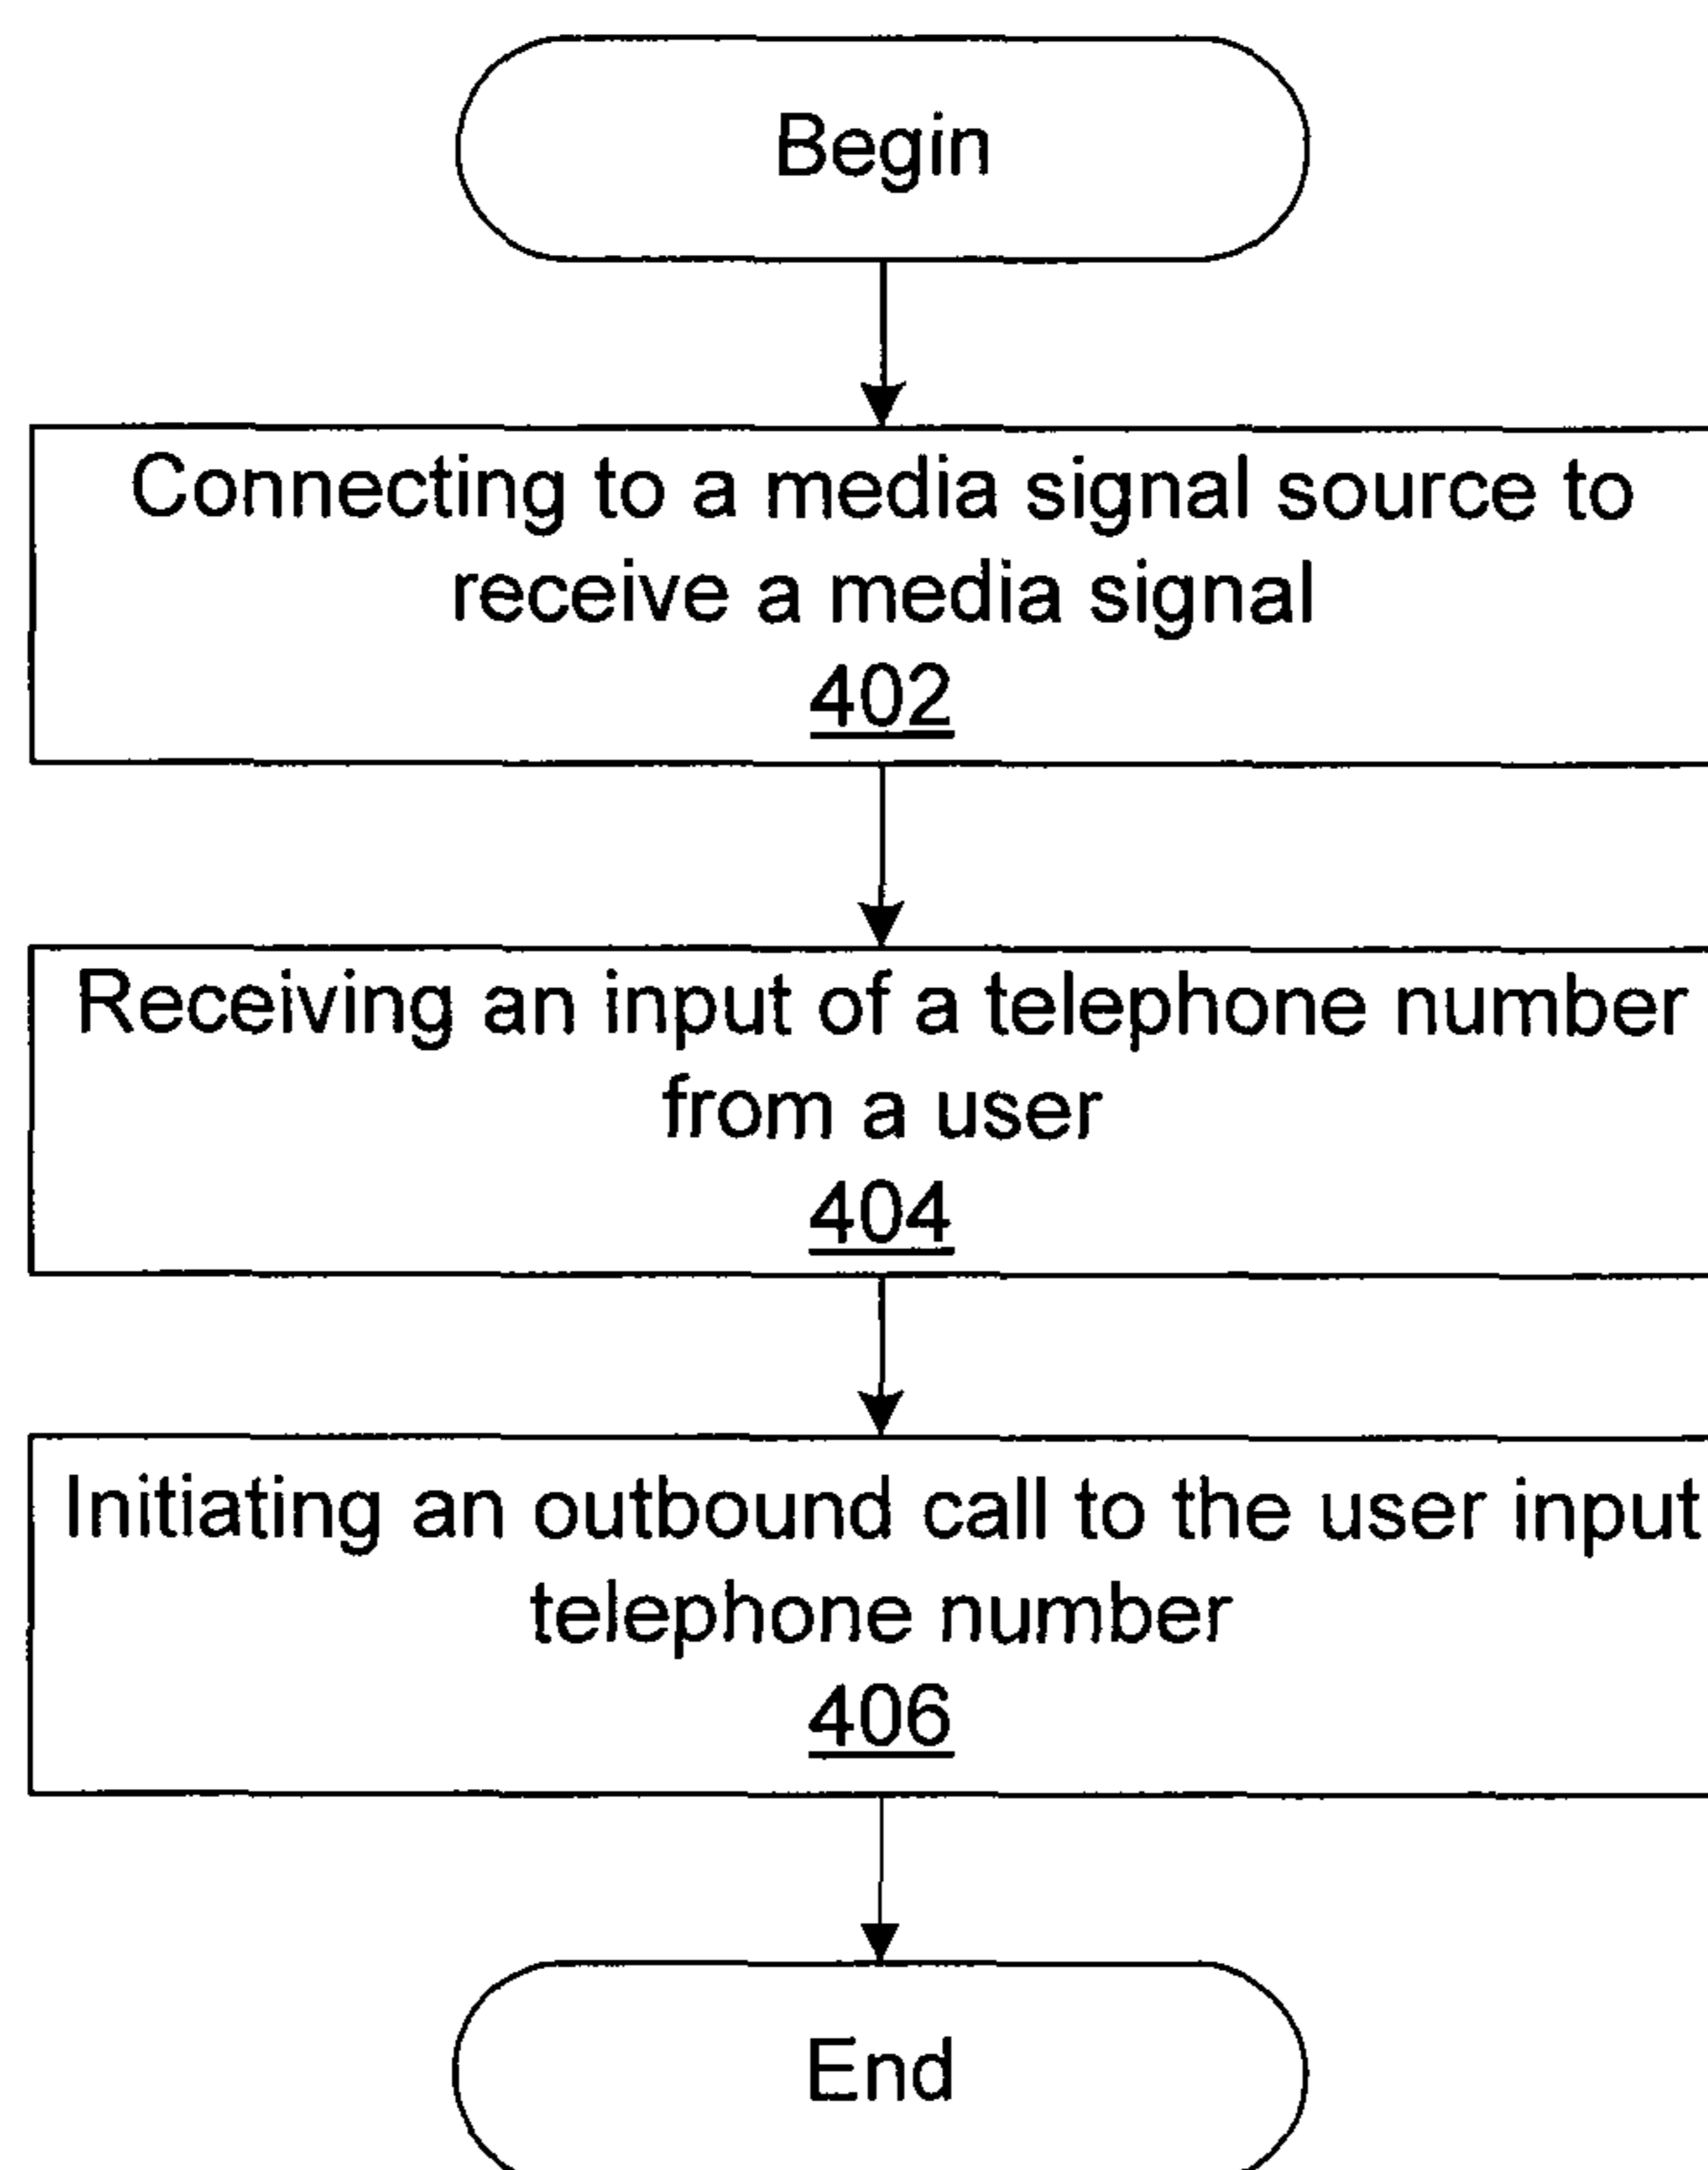 Begin
Connecting to a media signal source to
receive a media signal
402
Receiving an input of a telephone number
from a user
404
Initiating an outbound call to the user input
telephone number
406
End